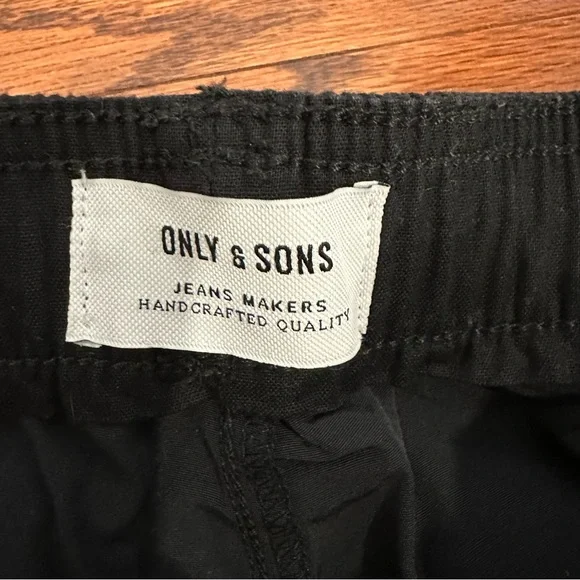 ONLY & SONS
JEANS MAKERS
HANDCRAFTED QUALITY